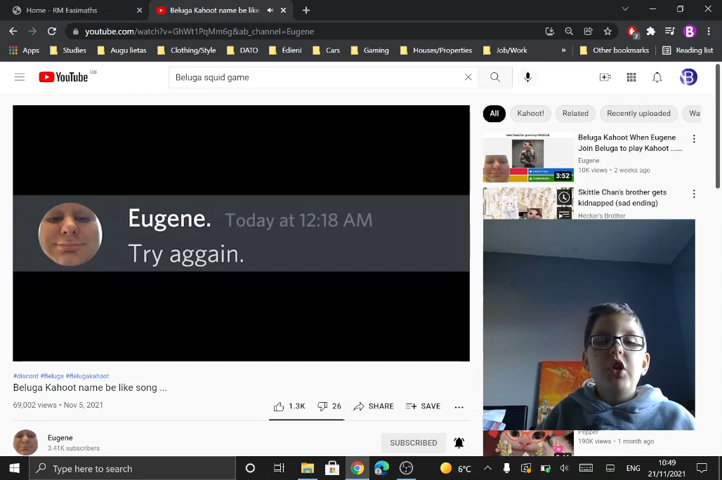 Home - RM Easimaths
Beluga Kahoot name be like
youtube.com/watch?v=GhWt1PqMm6g&ab_channel=Eugene
Apps
Studies
Augu lietas
Clothing/Style
DATO
Edieni
Cars
Gaming
Houses/Properties
Job/Work
»
Other bookmarks
Reading list
YouTube
Beluga squid game
All
Kahoot!
Related
Recently uploaded
Wa
Eugene. Today at 12:18 AM
Try aggain.
3:52
Beluga Kahoot When Eugene
Join Beluga to play Kahoot ......
Eugene
10K views • 2 weeks ago
Skittle Chan's brother gets
kidnapped (sad ending)
Hecker's Brother
#discord #Beluga #Belugakahoot
Beluga Kahoot name be like song ...
69,002 views • Nov 5, 2021
1.3K
26
SHARE
SAVE
Eugene
3.41K subscribers
SUBSCRIBED
Pepper
190K views • 1 month ago
Type here to search
6°C
ENG
10:49
21/11/2021